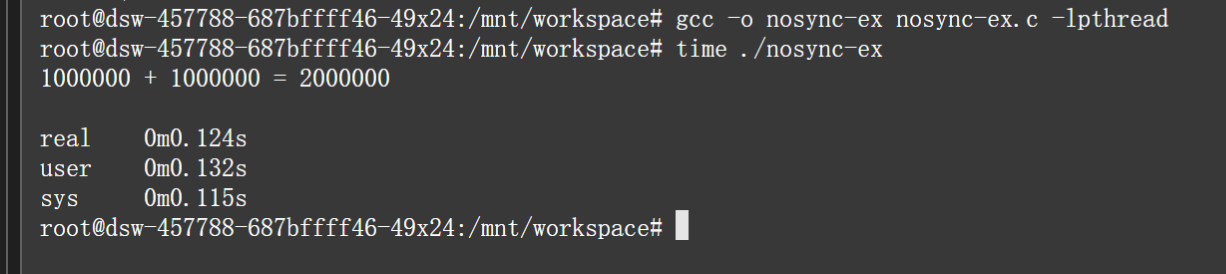 root@dsw-457788-687bffff46-49x24:/mnt/workspace# gcc -o nosync-ex nosync-ex.c -lpthread
root@dsw-457788-687bffff46-49x24:/mnt/workspace# time ./nosync-ex
1000000 + 1000000 = 2000000
real 0m0.124s
user 0m0.132s
sys 0m0.115s
root@dsw-457788-687bffff46-49x24:/mnt/workspace#